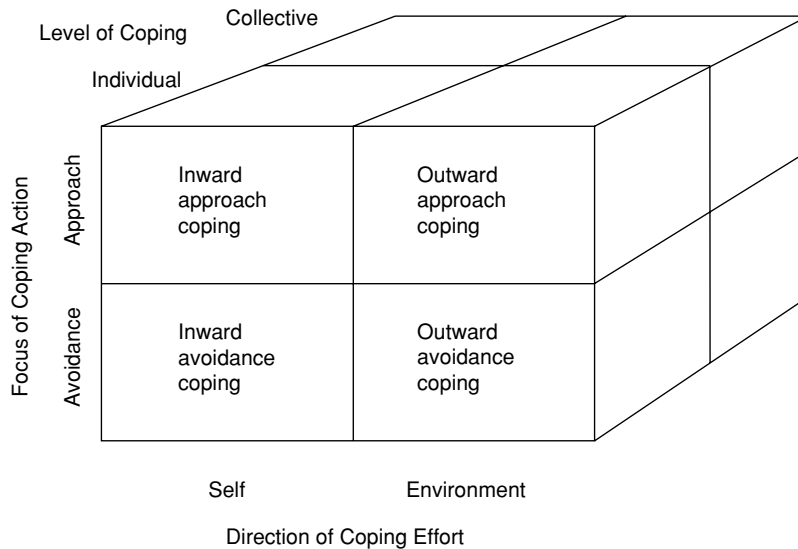 Collective
Level of Coping
Individual
Focus of Coping Action
Approach
Avoidance
Inward
approach
coping
Outward
approach
coping
Inward
avoidance
coping
Outward
avoidance
coping
Self
Environment
Direction of Coping Effort